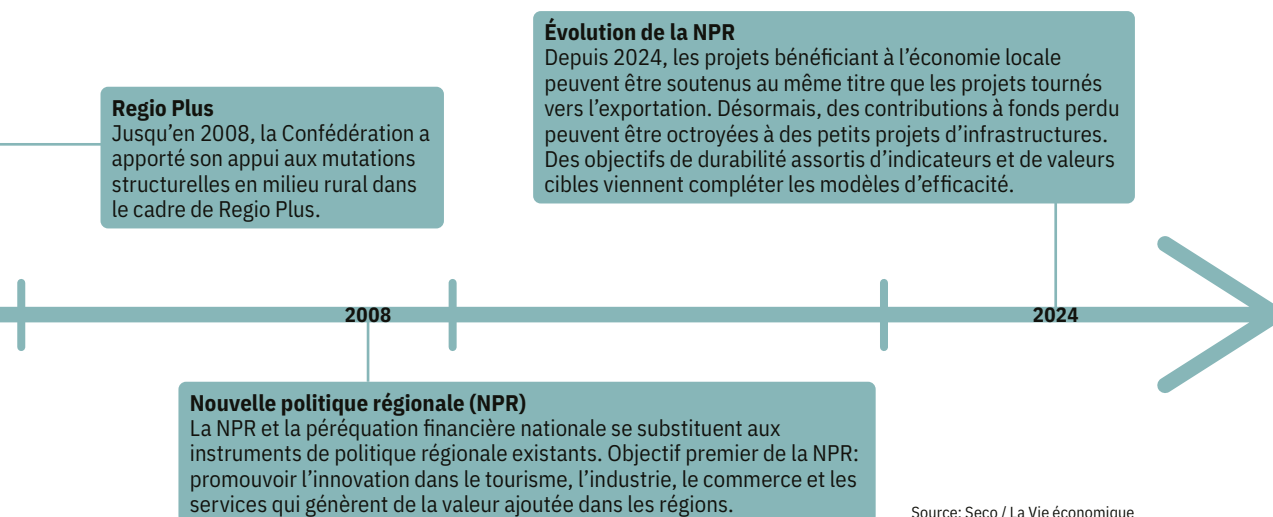 Évolution de la NPR
Depuis 2024, les projets bénéficiant à l’économie locale
peuvent être soutenus au même titre que les projets tournés
vers l’exportation. Désormais, des contributions à fonds perdu
peuvent être octroyées à des petits projets d’infrastructures.
Des objectifs de durabilité assortis d’indicateurs et de valeurs
cibles viennent compléter les modèles d’efficacité.
Regio Plus
Jusqu’en 2008, la Confédération a
apporté son appui aux mutations
structurelles en milieu rural dans
le cadre de Regio Plus.
2008
2024
Nouvelle politique régionale (NPR)
La NPR et la péréquation financière nationale se substituent aux
instruments de politique régionale existants. Objectif premier de la NPR:
promouvoir l’innovation dans le tourisme, l’industrie, le commerce et les
services qui génèrent de la valeur ajoutée dans les régions.
Source: Seco / La Vie économique